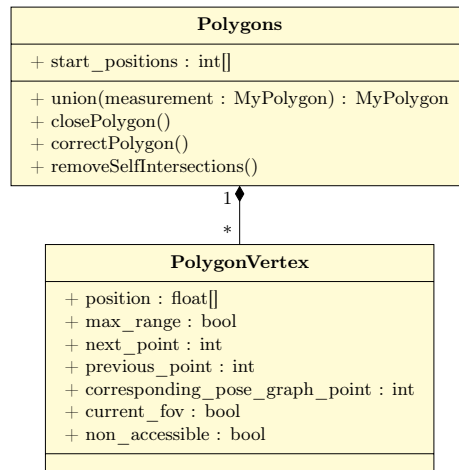 Polygons
+ start_positions : int[]
+ union(measurement : MyPolygon) : MyPolygon
+ closePolygon()
+ correctPolygon()
+ removeSelfIntersections()
1
*
PolygonVertex
+ position : float[]
+ max_range : bool
+ next_point : int
+ previous_point : int
+ corresponding_pose_graph_point : int
+ current_fov : bool
+ non_accessible : bool